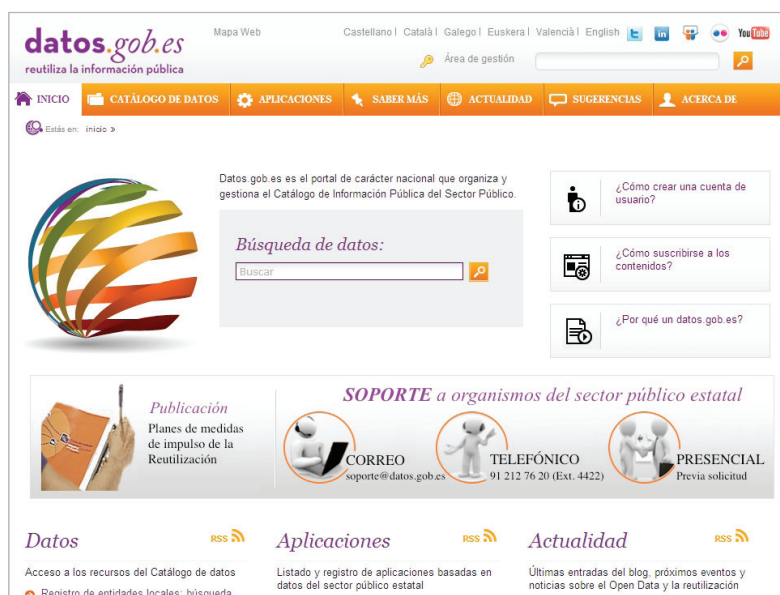 datos.gob.es
reutiliza la información pública
Mapa Web
Castellano | Català | Galego | Euskera | Valencià | English
You Tube
Área de gestión
INICIO
CATÁLOGO DE DATOS
APLICACIONES
SABER MÁS
ACTUALIDAD
SUGERENCIAS
ACERCA DE
Estás en: inicio »
Datos.gob.es es el portal de carácter nacional que organiza y
gestiona el Catálogo de Información Pública del Sector Público.
Búsqueda de datos:
Buscar
¿Cómo crear una cuenta de
usuario?
¿Cómo suscribirse a los
contenidos?
¿Por qué un datos.gob.es?
Publicación
Planes de medidas
de impulso de la
Reutilización
SOPORTE a organismos del sector público estatal
CORREO
soporte@datos.gob.es
TELEFÓNICO
91 212 76 20 (Ext. 4422)
PRESENCIAL
Previa solicitud
Datos
RSS
Acceso a los recursos del Catálogo de datos
Registro de entidades locales: búsqueda
Aplicaciones
RSS
Listado y registro de aplicaciones basadas en
datos del sector público estatal
Actualidad
RSS
Últimas entradas del blog, próximos eventos y
noticias sobre el Open Data y la reutilización